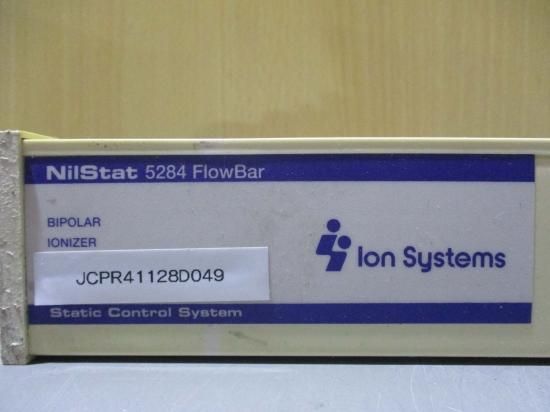 NilStat 5284 FlowBar
BIPOLAR
IONIZER
Ion Systems
JCPR41128D049
Static Control System